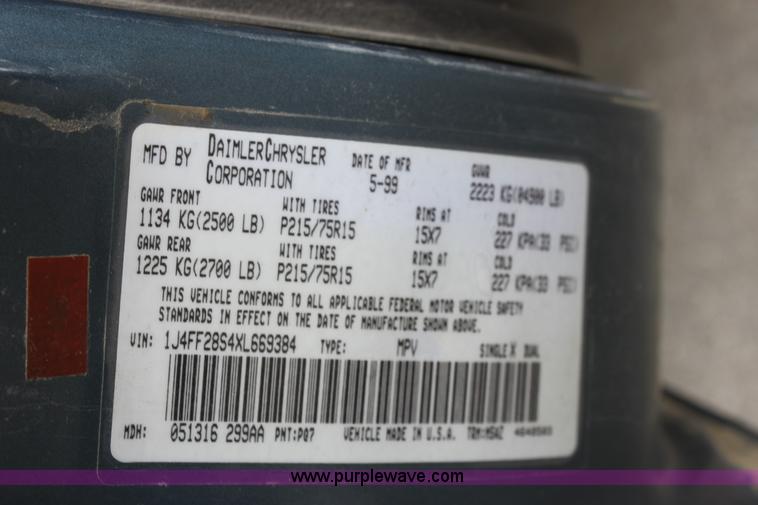 MFD BY DAIMLERCHRYSLER CORPORATION DATE OF MFR 5-99 GVWR 2223 KG(04900 LB)
GAWR FRONT WITH TIRES RIMS AT COLD
1134 KG(2500 LB) P215/75R15 15X7 227 KPA(33 PSI)
GAWR REAR WITH TIRES RIMS AT COLD
1225 KG(2700 LB) P215/75R15 15X7 227 KPA(33 PSI)
THIS VEHICLE CONFORMS TO ALL APPLICABLE FEDERAL MOTOR VEHICLE SAFETY
STANDARDS IN EFFECT ON THE DATE OF MANUFACTURE SHOWN ABOVE.
VIN: 1J4FF28S4XL669384 TYPE: MPV SINGLE X DUAL
MDH: 051316 299AA PNT:PQ7 VEHICLE MADE IN U.S.A. TRM:M5AZ
www.purplewave.com